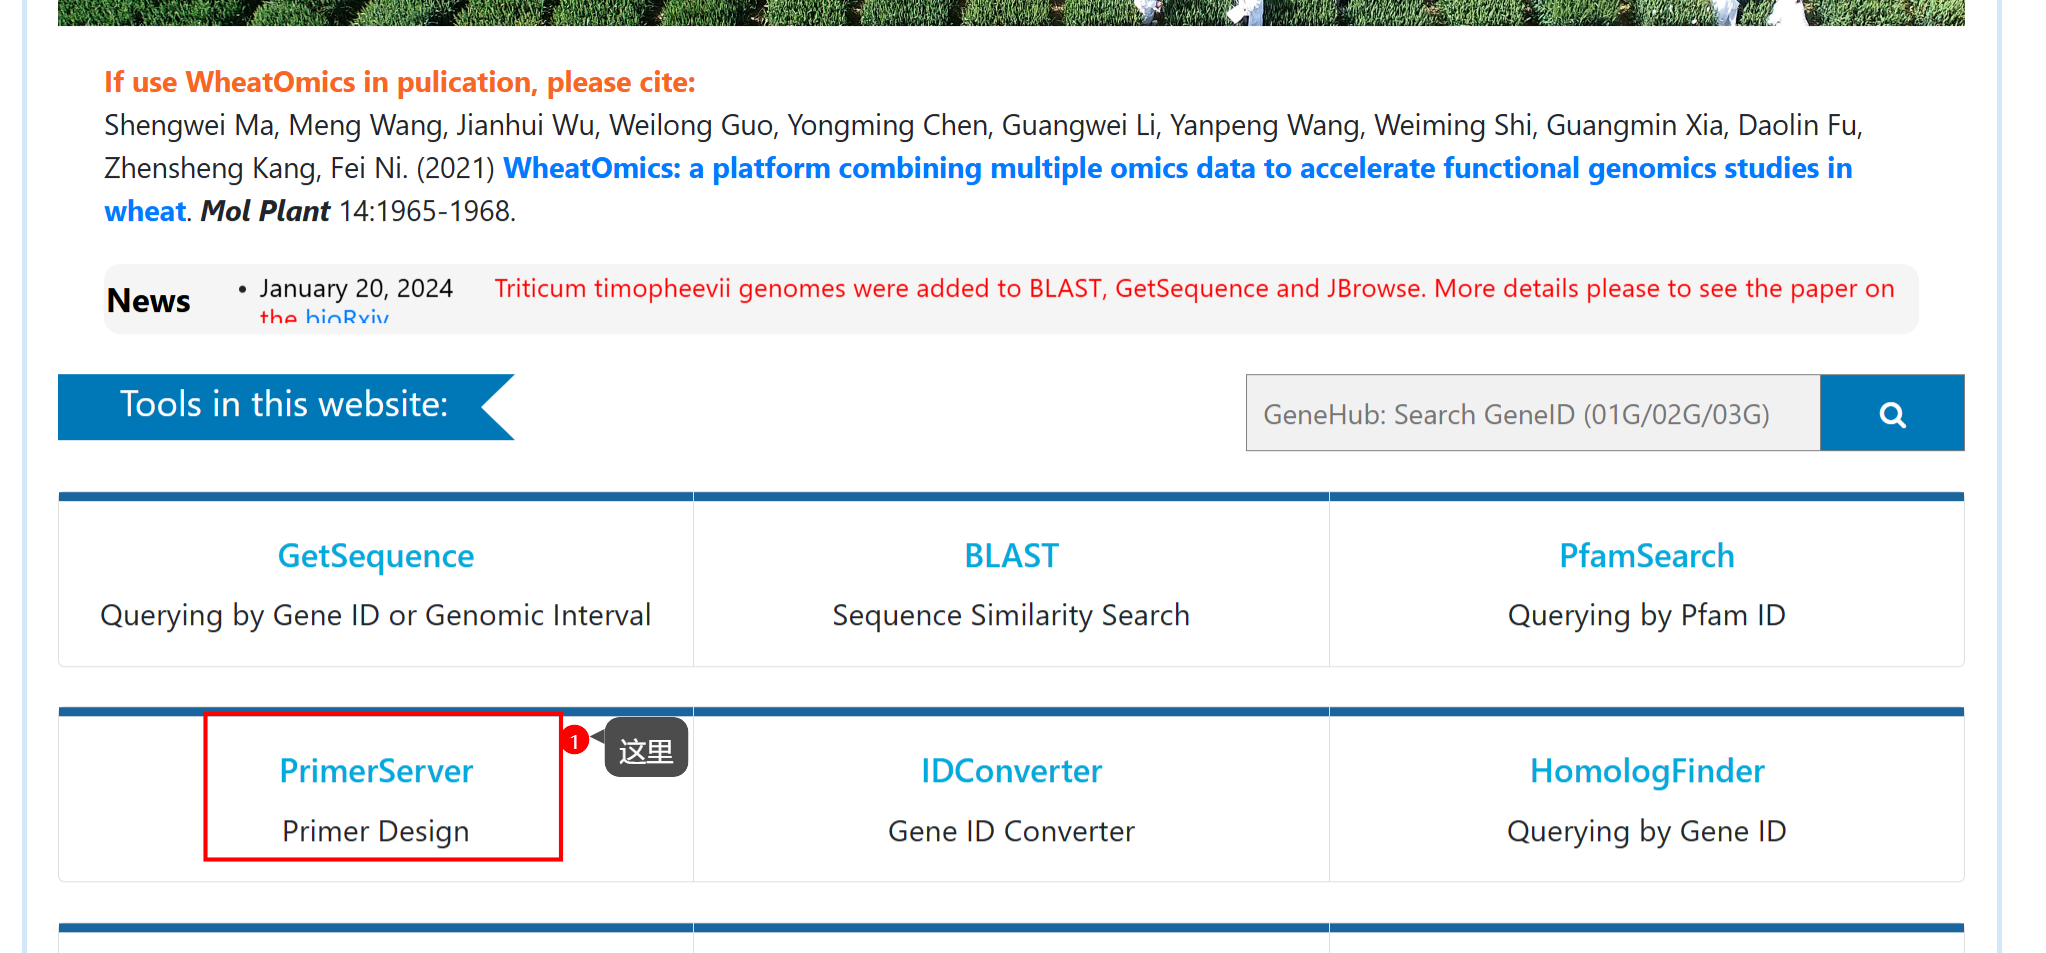 If use WheatOmics in pulication, please cite:
Shengwei Ma, Meng Wang, Jianhui Wu, Weilong Guo, Yongming Chen, Guangwei Li, Yanpeng Wang, Weiming Shi, Guangmin Xia, Daolin Fu,
Zhensheng Kang, Fei Ni. (2021) WheatOmics: a platform combining multiple omics data to accelerate functional genomics studies in
wheat. Mol Plant 14:1965-1968.
News
• January 20, 2024 Triticum timopheevii genomes were added to BLAST, GetSequence and JBrowse. More details please to see the paper on
the bioRxiv
Tools in this website:
GeneHub: Search GeneID (01G/02G/03G)
GetSequence
Querying by Gene ID or Genomic Interval
BLAST
Sequence Similarity Search
PfamSearch
Querying by Pfam ID
PrimerServer
Primer Design
1
这里
IDConverter
Gene ID Converter
HomologFinder
Querying by Gene ID